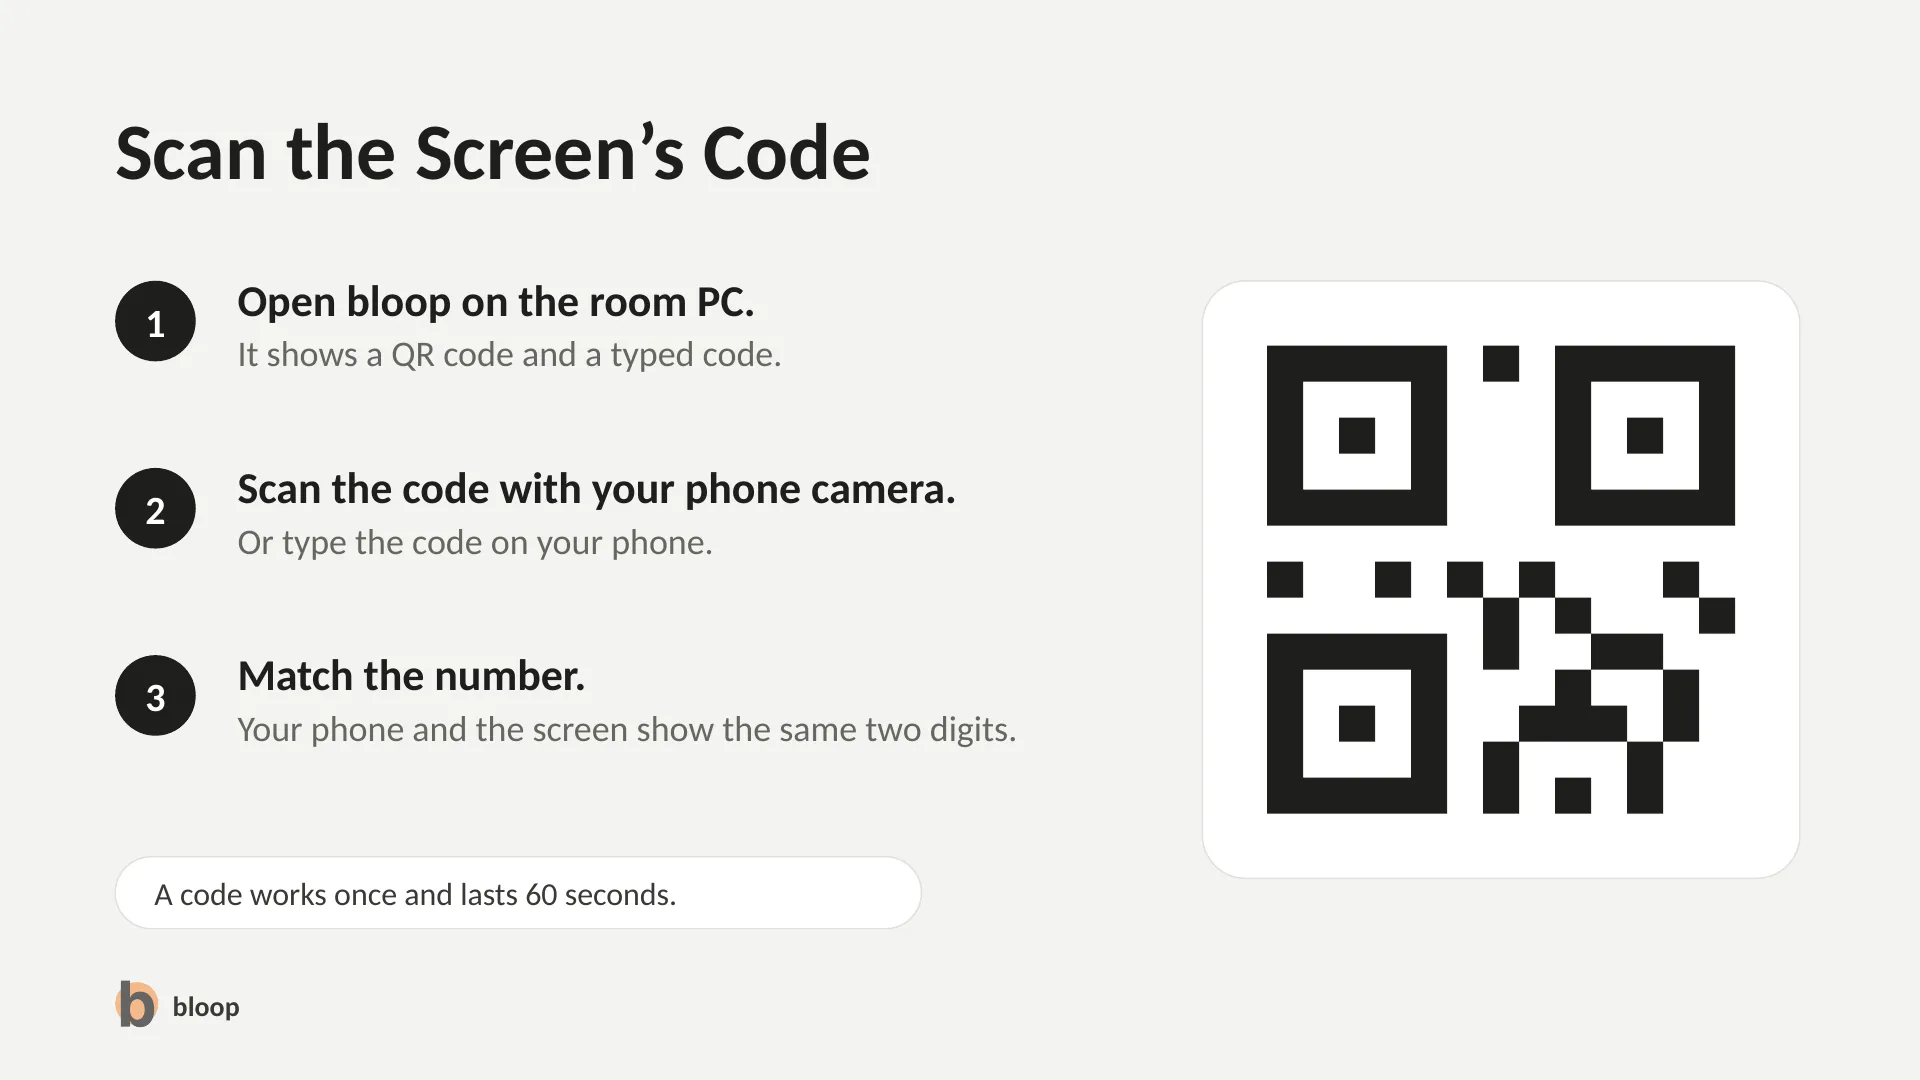 Scan the Screen’s Code
1
Open bloop on the room PC.
It shows a QR code and a typed code.
2
Scan the code with your phone camera.
Or type the code on your phone.
3
Match the number.
Your phone and the screen show the same two digits.
A code works once and lasts 60 seconds.
b bloop